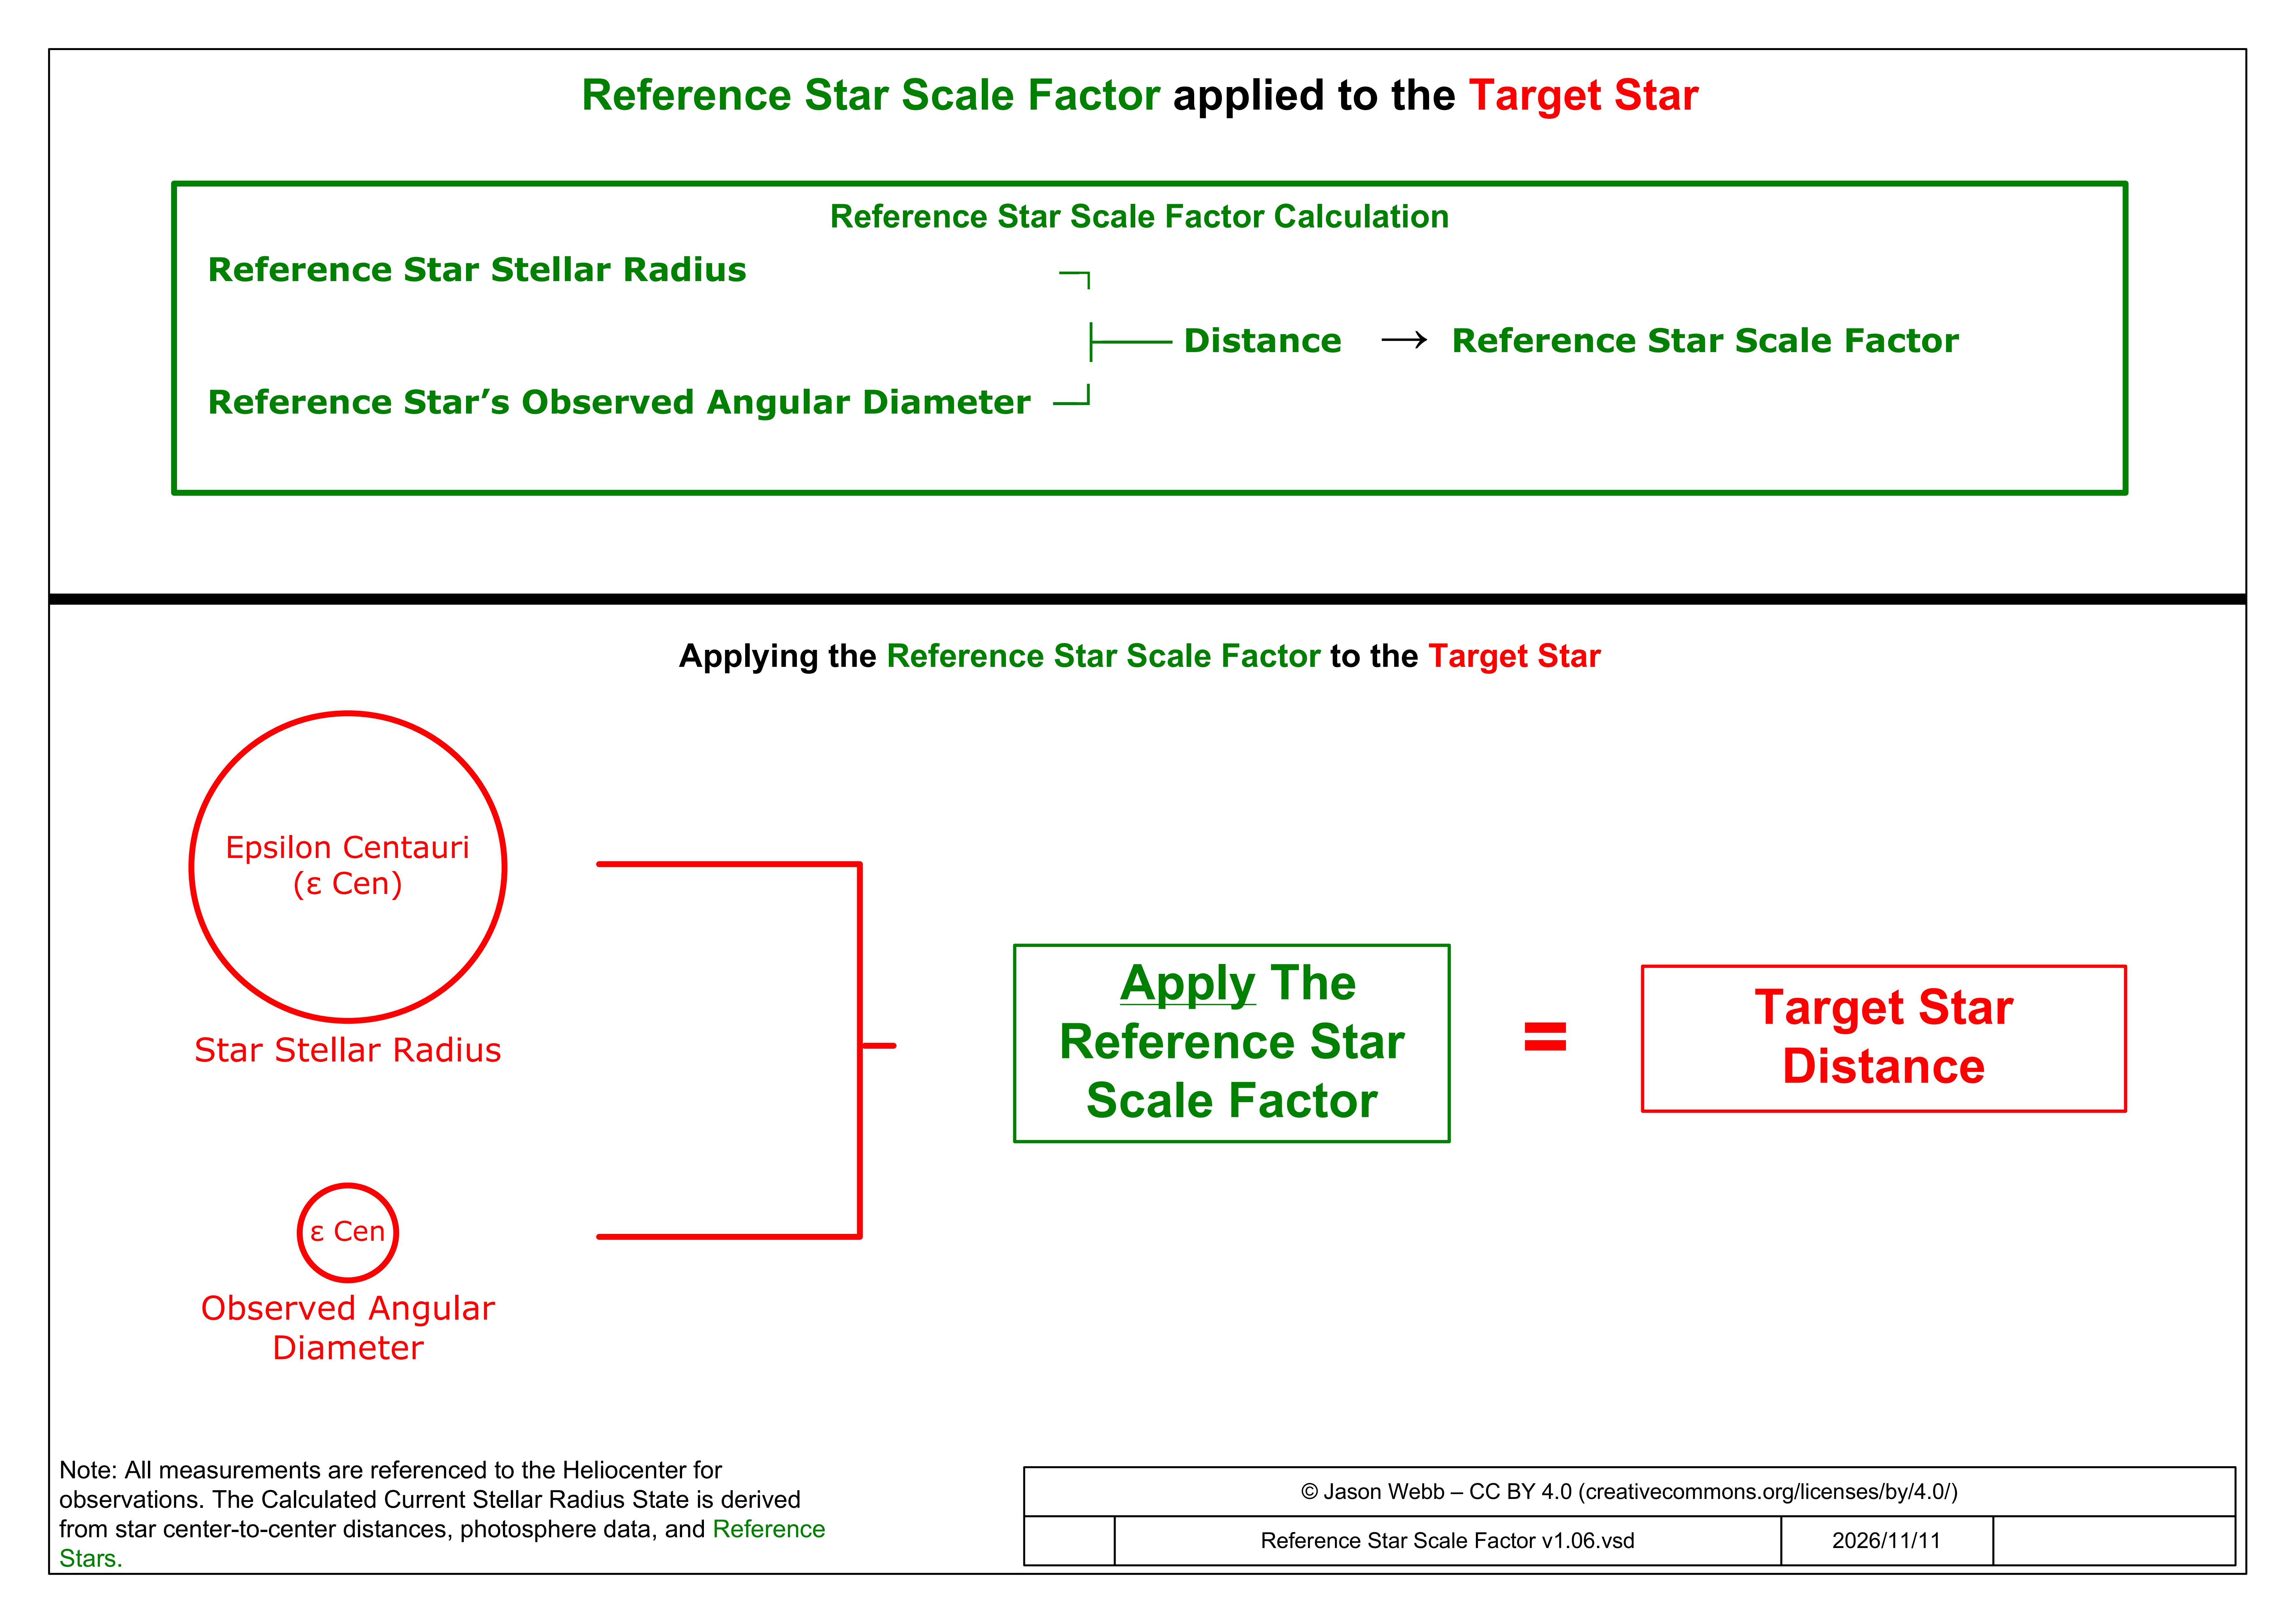 Reference Star Scale Factor applied to the Target Star
Reference Star Scale Factor Calculation
Reference Star Stellar Radius
Distance → Reference Star Scale Factor
Reference Star’s Observed Angular Diameter
Applying the Reference Star Scale Factor to the Target Star
Epsilon Centauri
(ε Cen)
Star Stellar Radius
Apply The
Reference Star
Scale Factor
=
Target Star
Distance
ε Cen
Observed Angular
Diameter
Note: All measurements are referenced to the Heliocenter for
observations. The Calculated Current Stellar Radius State is derived
from star center-to-center distances, photosphere data, and Reference
Stars.
© Jason Webb – CC BY 4.0 (creativecommons.org/licenses/by/4.0/)
Reference Star Scale Factor v1.06.vsd
2026/11/11